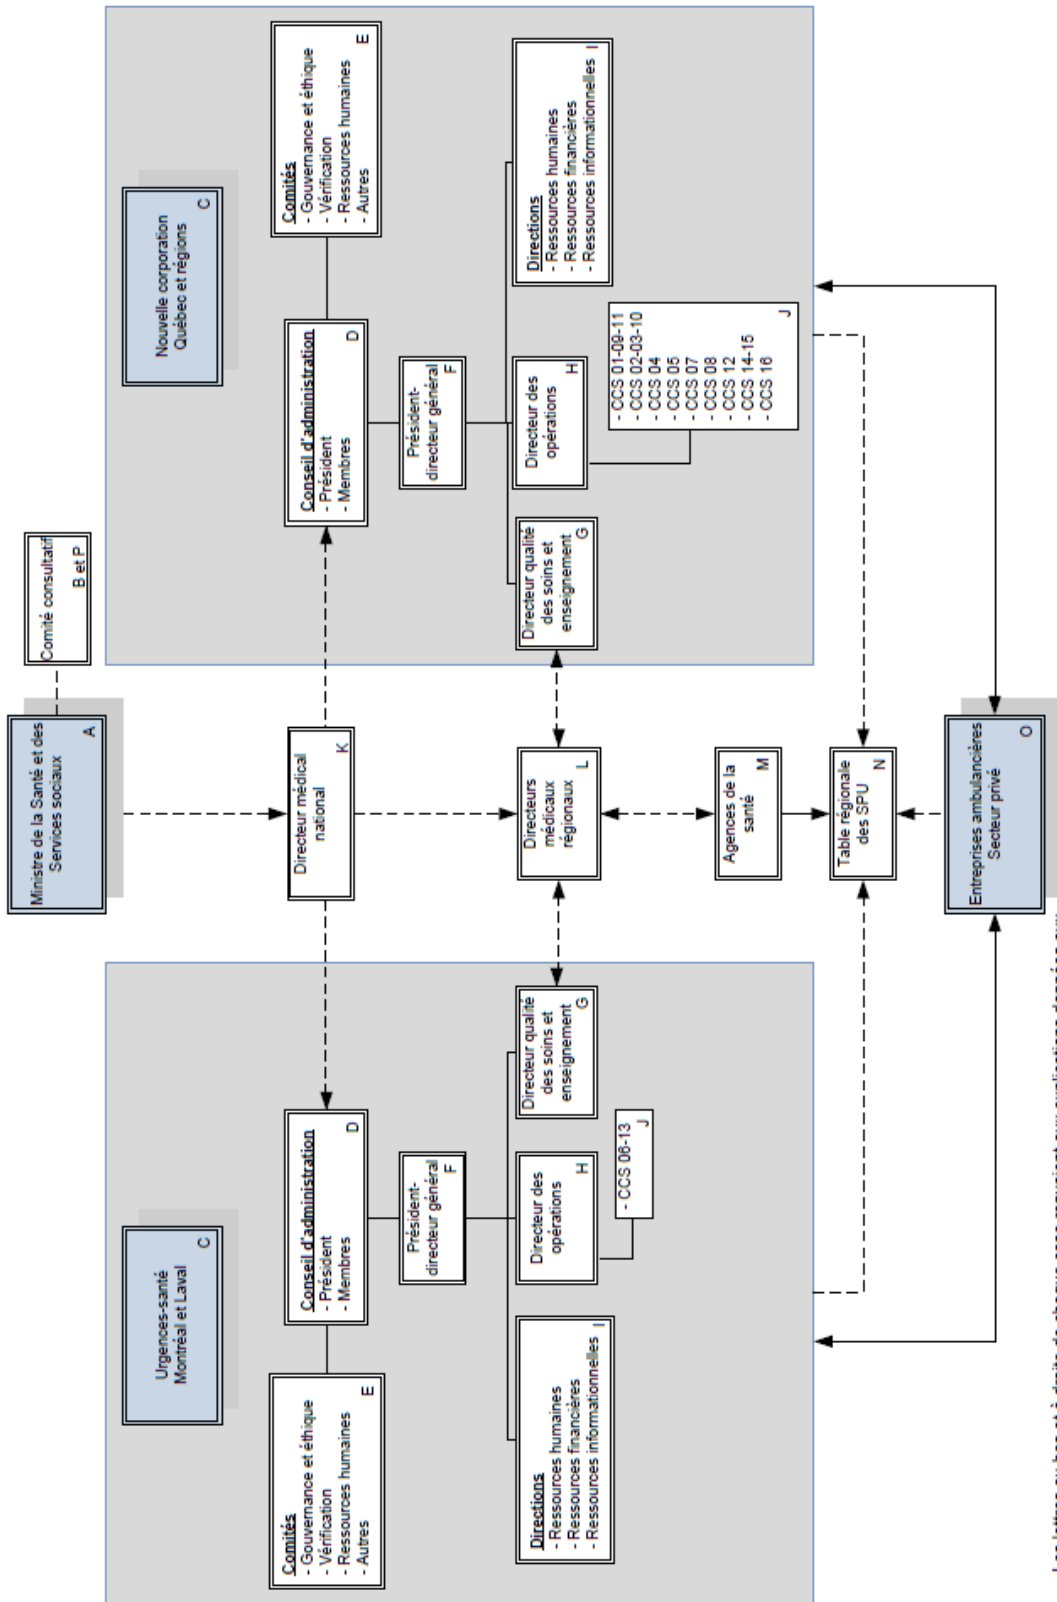 Ministre de la Santé et des
Services sociaux
A
Comité consultatif
B et P
Urgences-santé
Montréal et Laval
C
Nouvelle corporation
Québec et régions
C
Comités
- Gouvernance et éthique
- Vérification
- Ressources humaines
- Autres
E
Conseil d'administration
- Président
- Membres
D
Directeur médical
national
K
Conseil d'administration
- Président
- Membres
D
Comités
- Gouvernance et éthique
- Vérification
- Ressources humaines
- Autres
E
Président-
directeur général
F
Président-
directeur général
F
Directions
- Ressources humaines
- Ressources financières
- Ressources informationnelles
I
Directeur des
opérations
H
Directeur qualité
des soins et
enseignement
G
Directeurs
médicaux
régionaux
L
Directeur qualité
des soins et
enseignement
G
Directeur des
opérations
H
Directions
- Ressources humaines
- Ressources financières
- Ressources informationnelles
I
- CCS 06-13
J
- CCS 01-09-11
- CCS 02-03-10
- CCS 04
- CCS 05
- CCS 07
- CCS 08
- CCS 12
- CCS 14-15
- CCS 16
J
Agences de la
santé
M
Table régionale
des SPU
N
Entreprises ambulancières
Secteur privé
O